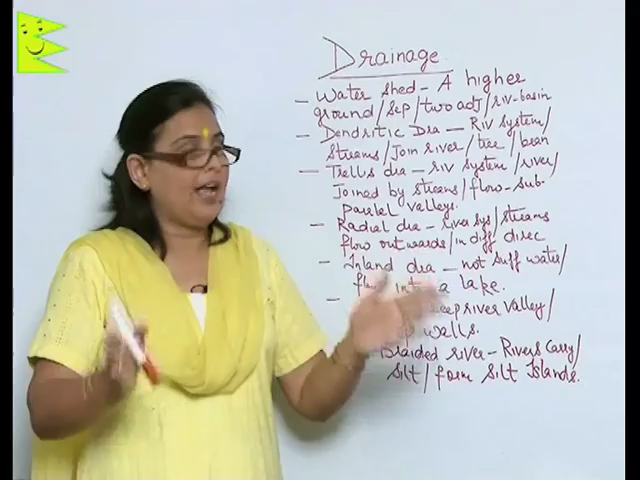 Drainage
- Water shed - A higher
ground/sep/two adj/riv-basin
- Dendritic Dra - Riv system/
Streams/Join river/tree/bean
- Trells dra - riv system/river/
Joined by streams/flow-sub-
Parallel valleys.
- Radial dra - river sys/streams
flow outwards/in diff direc
- Inland dra - not suff water/
a lake.
- river valley/
walls.
Braided river - Rivers Carry/
Silt/form Silt Islands.